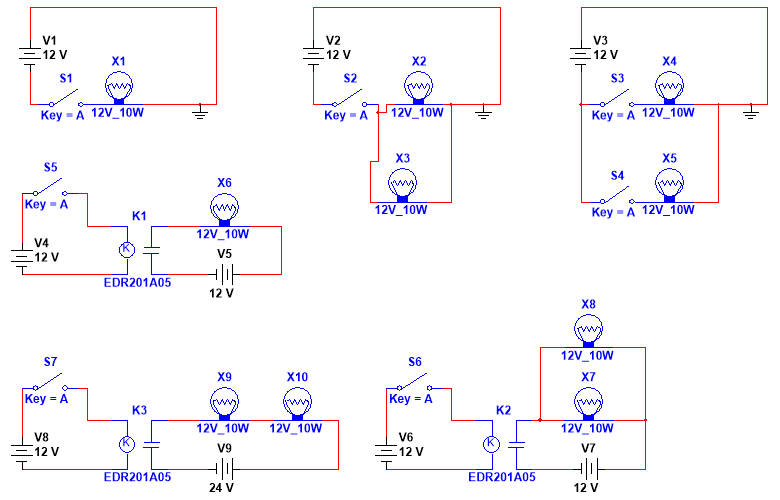 V1
12 V
S1
Key = A
X1
12V_10W
V2
12 V
S2
Key = A
X2
12V_10W
X3
12V_10W
V3
12 V
S3
Key = A
X4
12V_10W
S4
Key = A
X5
12V_10W
S5
Key = A
V4
12 V
K1
K
EDR201A05
X6
12V_10W
V5
12 V
S7
Key = A
V8
12 V
K3
K
EDR201A05
X9
12V_10W
X10
12V_10W
V9
24 V
S6
Key = A
V6
12 V
K2
K
EDR201A05
X8
12V_10W
X7
12V_10W
V7
12 V